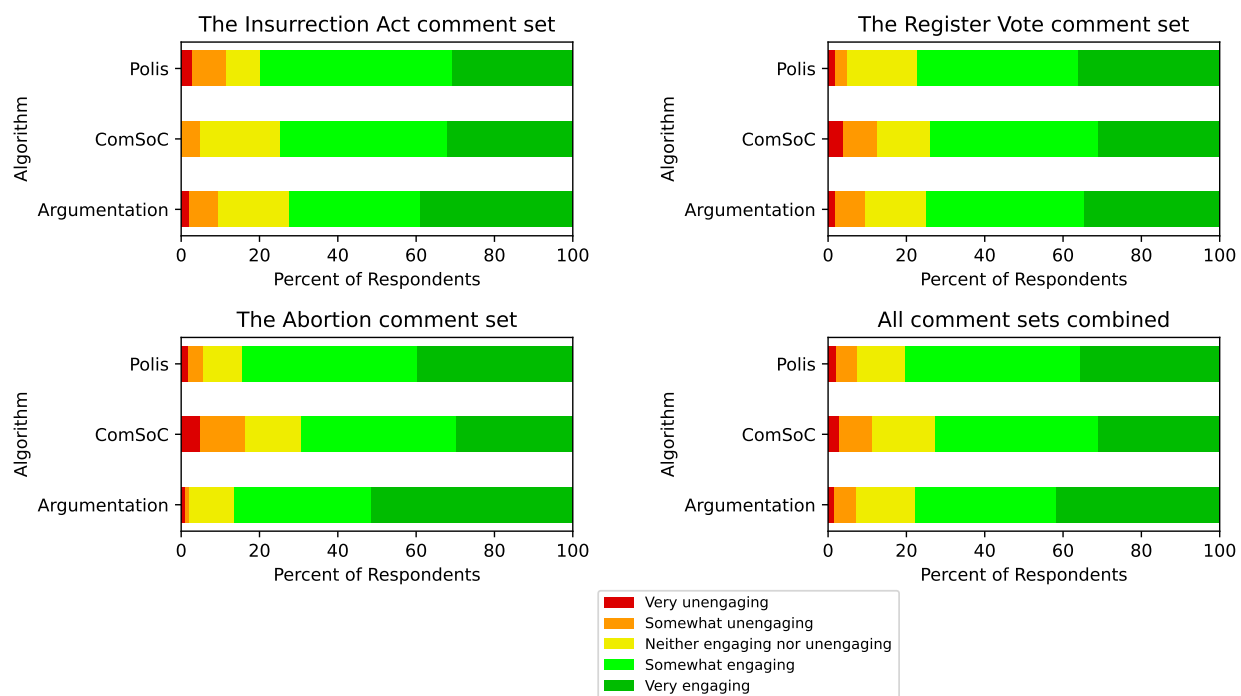 The Insurrection Act comment set
Algorithm
Polis
ComSoC
Argumentation
0 20 40 60 80 100
Percent of Respondents
The Register Vote comment set
Algorithm
Polis
ComSoC
Argumentation
0 20 40 60 80 100
Percent of Respondents
The Abortion comment set
Algorithm
Polis
ComSoC
Argumentation
0 20 40 60 80 100
Percent of Respondents
All comment sets combined
Algorithm
Polis
ComSoC
Argumentation
0 20 40 60 80 100
Percent of Respondents
Very unengaging
Somewhat unengaging
Neither engaging nor unengaging
Somewhat engaging
Very engaging